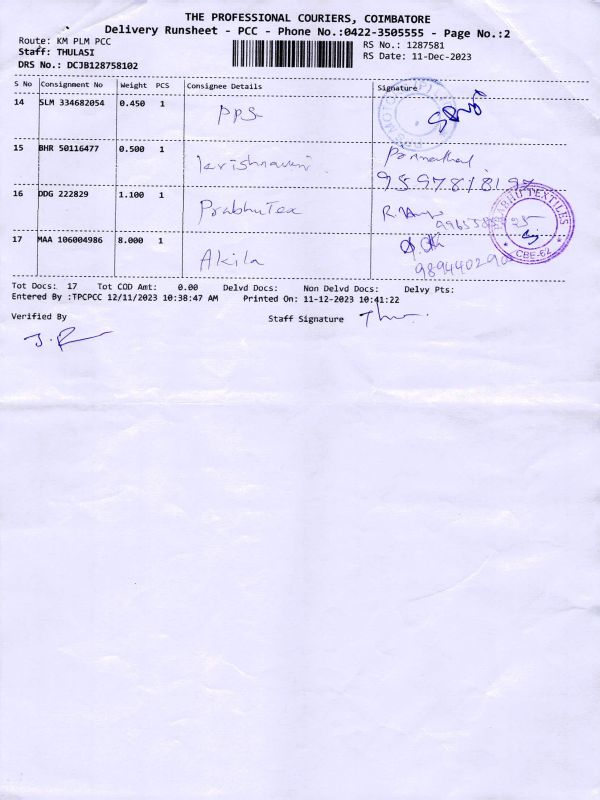 THE PROFESSIONAL COURIERS, COIMBATORE
Delivery Runsheet - PCC - Phone No.:0422-3505555 - Page No.:2
Route: KM PLM PCC
RS No.: 1287581
Staff: THULASI
RS Date: 11-Dec-2023
DRS No.: DCJB128758102
S No Consignment No Weight PCS Consignee Details Signature
14 SLM 334682054 0.450 1 PPS
15 BHR 50116477 0.500 1 krishnaveni Ponnathal
9597818197
16 DDG 222829 1.100 1 PrabhuTex
PRABHU TEXTILES
CBE-62
17 MAA 106004986 8.000 1 Akila
Tot Docs: 17 Tot COD Amt: 0.00 Delvd Docs: Non Delvd Docs: Delvy Pts:
Entered By :TPCPCC 12/11/2023 10:38:47 AM Printed On: 11-12-2023 10:41:22
Verified By
Staff Signature